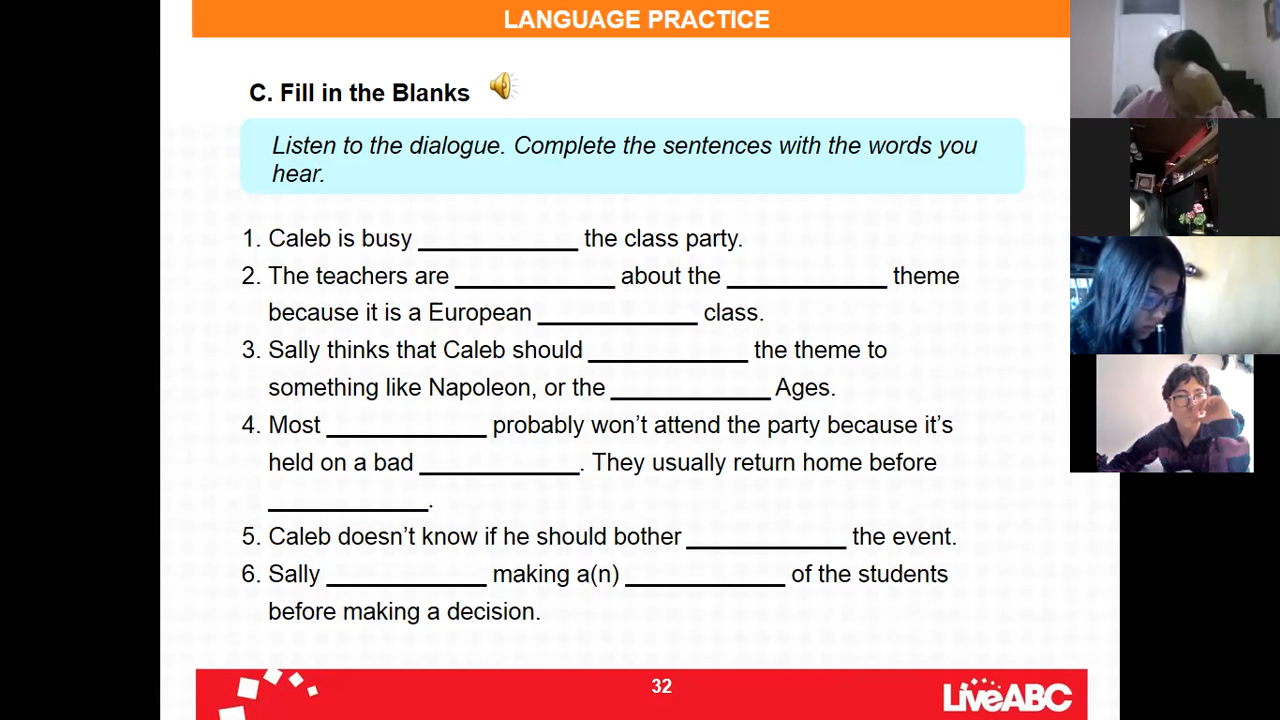 LANGUAGE PRACTICE
C. Fill in the Blanks
Listen to the dialogue. Complete the sentences with the words you
hear.
1. Caleb is busy ____________ the class party.
2. The teachers are ____________ about the ____________ theme
because it is a European ____________ class.
3. Sally thinks that Caleb should ____________ the theme to
something like Napoleon, or the ____________ Ages.
4. Most ____________ probably won’t attend the party because it’s
held on a bad ____________. They usually return home before
____________.
5. Caleb doesn’t know if he should bother ____________ the event.
6. Sally ____________ making a(n) ____________ of the students
before making a decision.
32
LiveABC